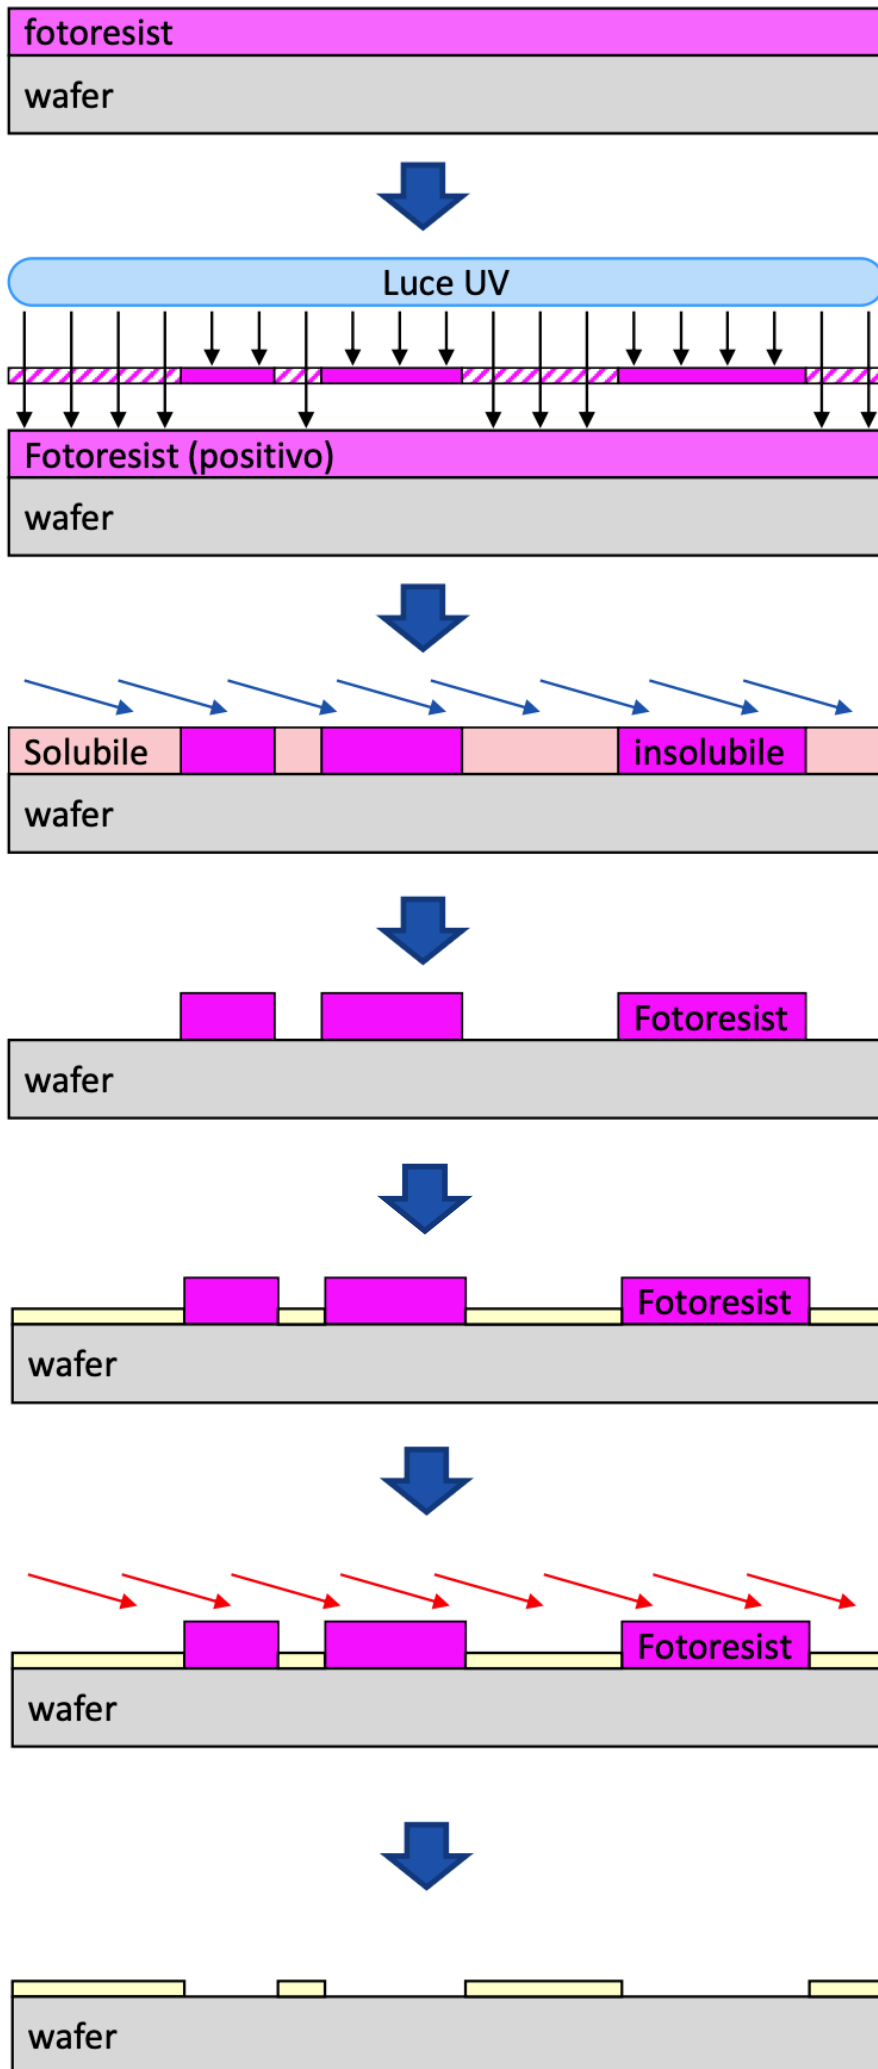 fotoresist
wafer
Luce UV
Fotoresist (positivo)
wafer
Solubile
insolubile
wafer
Fotoresist
wafer
Fotoresist
wafer
Fotoresist
wafer
wafer